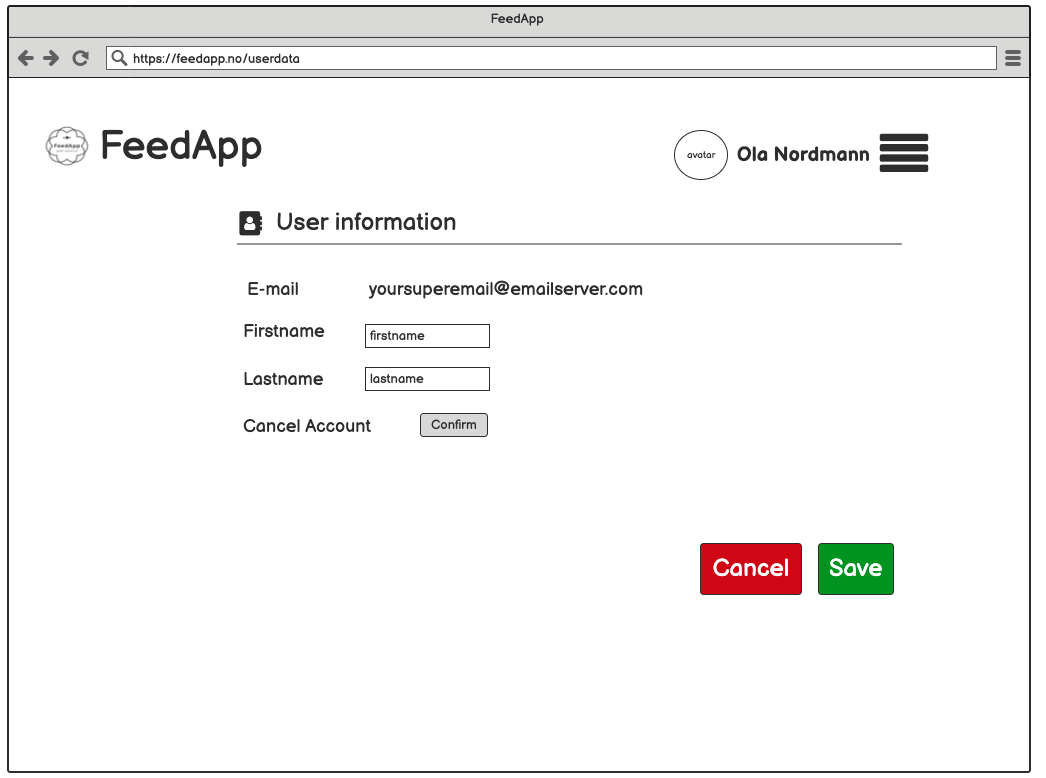 FeedApp
https://feedapp.no/userdata
FeedApp
FeedApp
avatar
Ola Nordmann
User information
E-mail yoursuperemail@emailserver.com
Firstname firstname
Lastname lastname
Cancel Account Confirm
Cancel Save